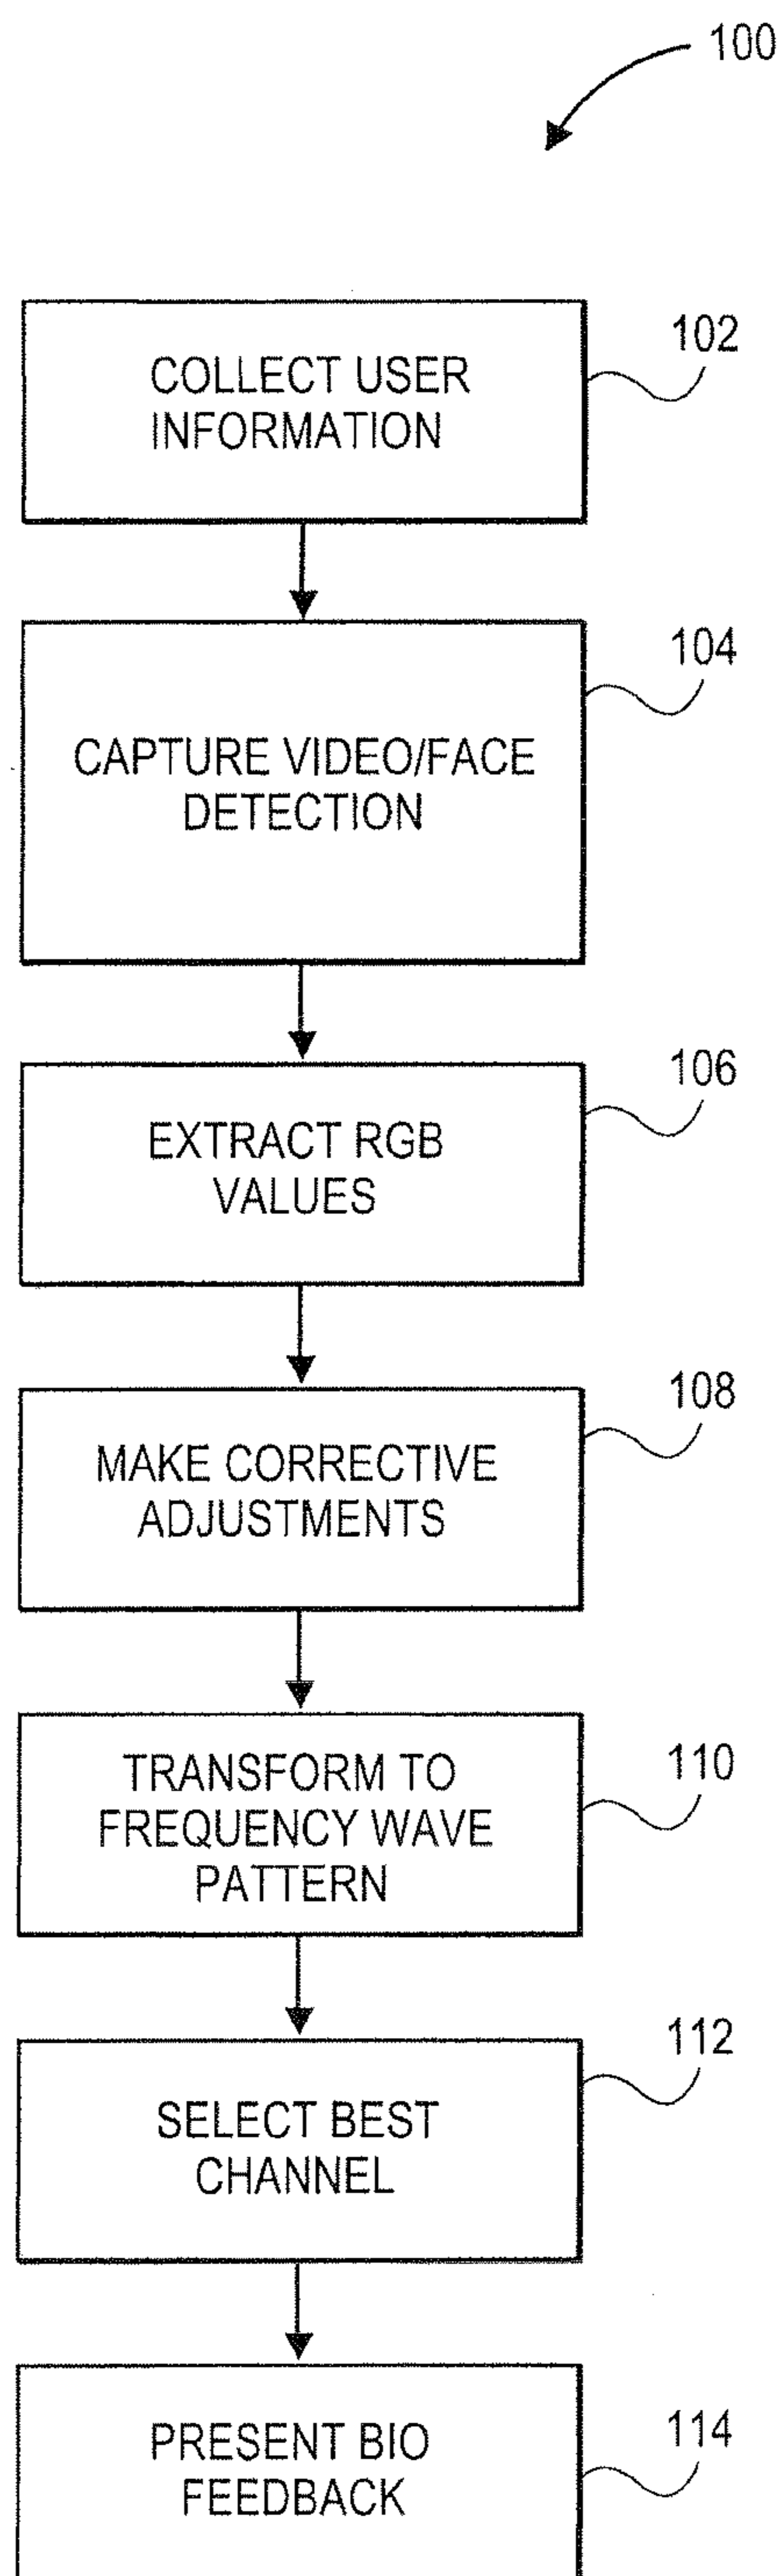 100
COLLECT USER
INFORMATION
102
CAPTURE VIDEO/FACE
DETECTION
104
EXTRACT RGB
VALUES
106
MAKE CORRECTIVE
ADJUSTMENTS
108
TRANSFORM TO
FREQUENCY WAVE
PATTERN
110
SELECT BEST
CHANNEL
112
PRESENT BIO
FEEDBACK
114